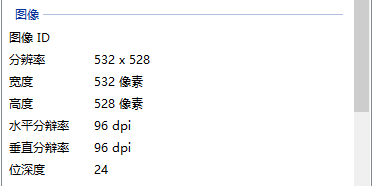 图像
图像 ID
分辨率 532 x 528
宽度 532 像素
高度 528 像素
水平分辨率 96 dpi
垂直分辨率 96 dpi
位深度 24